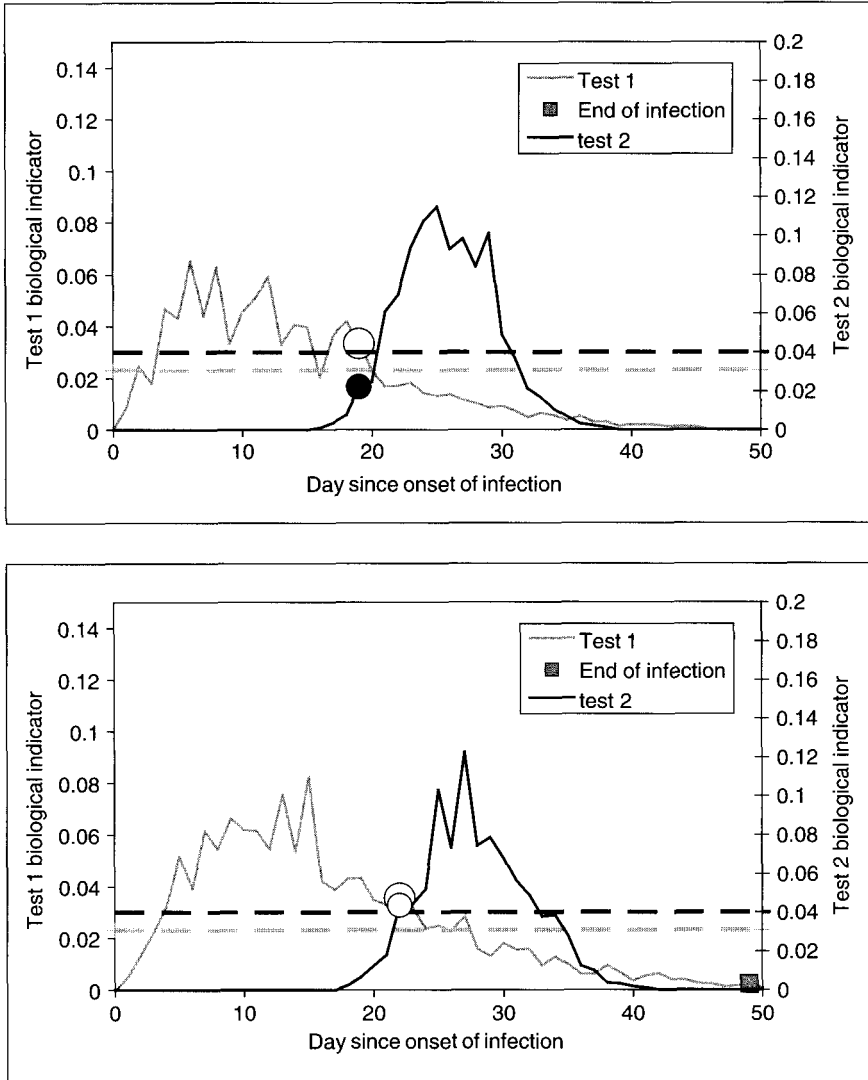 0.14
0.12
0.1
0.08
0.06
0.04
0.02
0
Test 1 biological indicator
0.2
0.18
0.16
0.14
0.12
0.1
0.08
0.06
0.04
0.02
0
Test 2 biological indicator
Test 1
End of infection
test 2
0 10 20 30 40 50
Day since onset of infection
0.14
0.12
0.1
0.08
0.06
0.04
0.02
0
Test 1 biological indicator
0.2
0.18
0.16
0.14
0.12
0.1
0.08
0.06
0.04
0.02
0
Test 2 biological indicator
Test 1
End of infection
test 2
0 10 20 30 40 50
Day since onset of infection